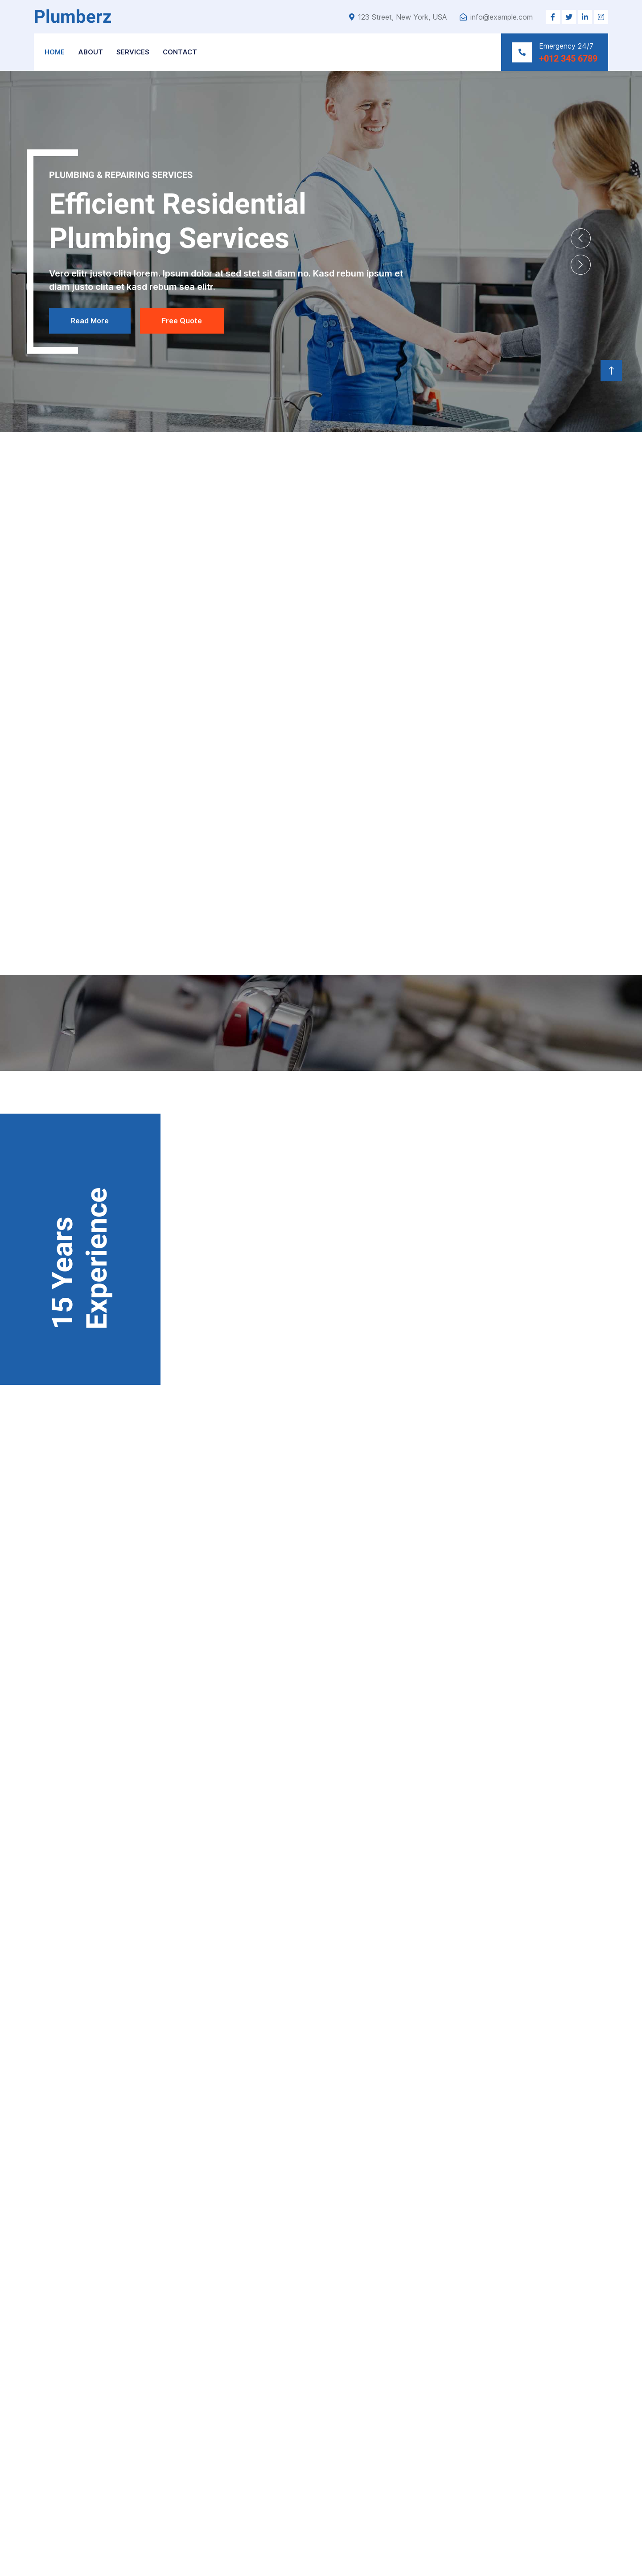 Plumberz
123 Street, New York, USA
info@example.com
HOME
ABOUT
SERVICES
CONTACT
Emergency 24/7
+012 345 6789
PLUMBING & REPAIRING SERVICES
Efficient Residential
Plumbing Services
Vero elitr justo clita lorem. Ipsum dolor at sed stet sit diam no. Kasd rebum ipsum et
diam justo clita et kasd rebum sea elitr.
Read More
Free Quote
15 Years
Experience